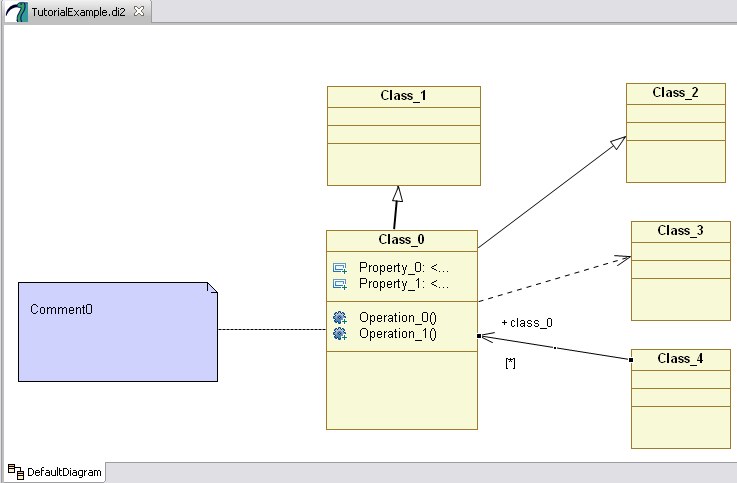 TutorialExample.di2
Class_1
Class_2
Class_0
Property_0: <...
Property_1: <...
Operation_0()
Operation_1()
Class_3
Comment0
+ class_0
[*]
Class_4
DefaultDiagram